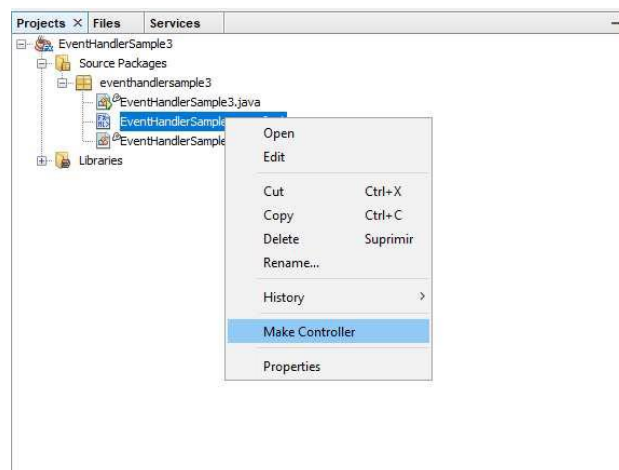 Projects × Files Services
EventHandlerSample3
Source Packages
eventhandlersample3
EventHandlerSample3.java
EventHandlerSample
EventHandlerSample
Libraries
Open
Edit
Cut Ctrl+X
Copy Ctrl+C
Delete Suprimir
Rename...
History >
Make Controller
Properties